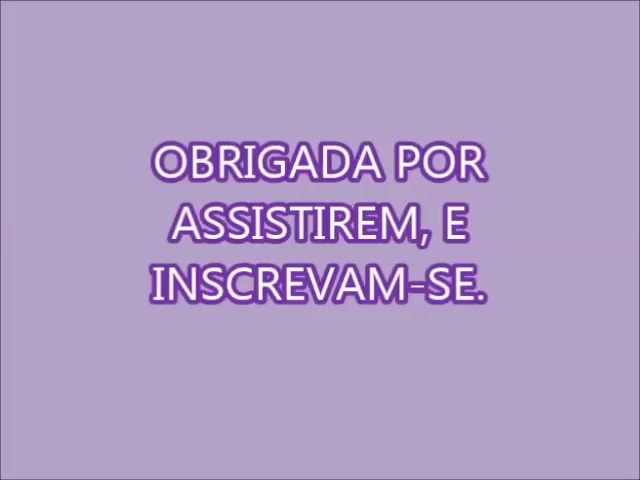 OBRIGADA POR
ASSISTIREM, E
INSCREVAM-SE.